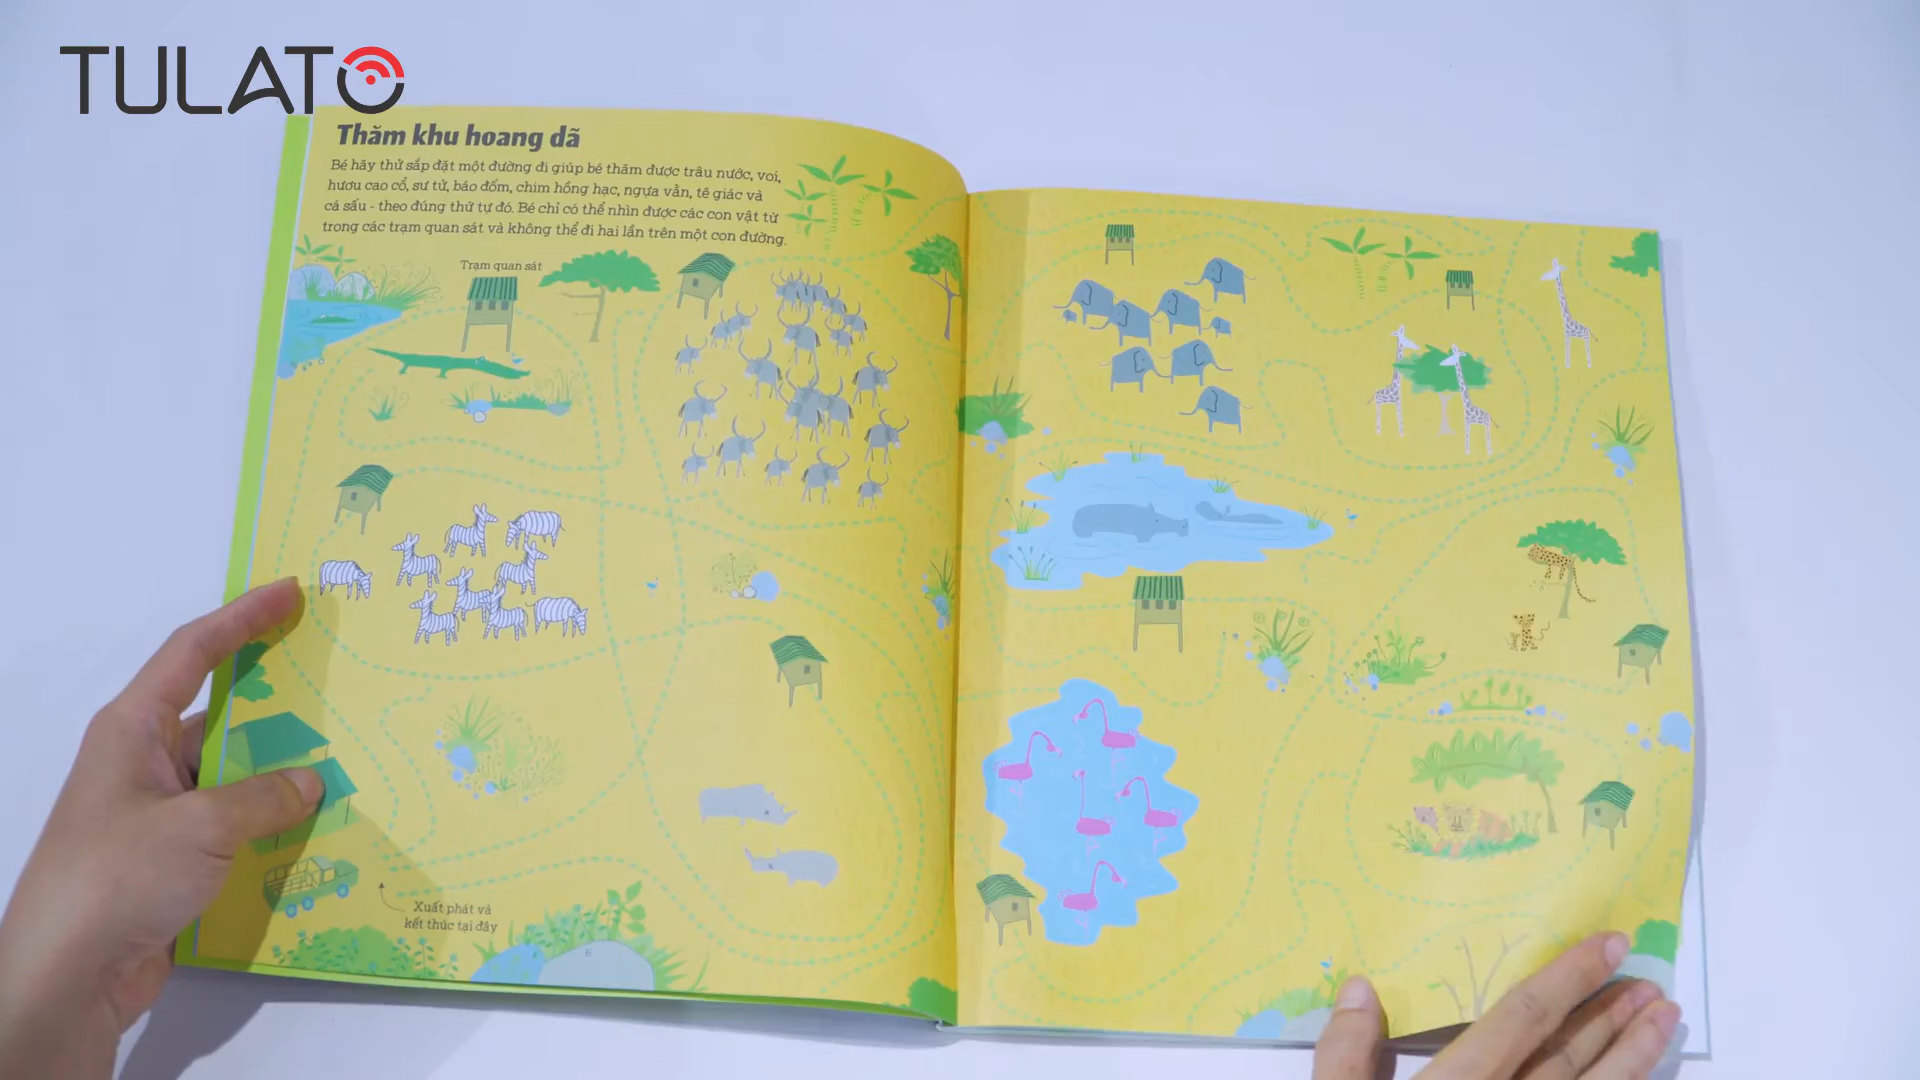 TULATO
Thăm khu hoang dã
Bé hãy thử sắp đặt một đường đi giúp bé thăm được trâu nước, voi,
hươu cao cổ, sư tử, báo đốm, chim hồng hạc, ngựa vằn, tê giác và
cá sấu - theo đúng thứ tự đó. Bé chỉ có thể nhìn được các con vật từ
trong các trạm quan sát và không thể đi hai lần trên một con đường.
Trạm quan sát
Xuất phát và
kết thúc tại đây
6